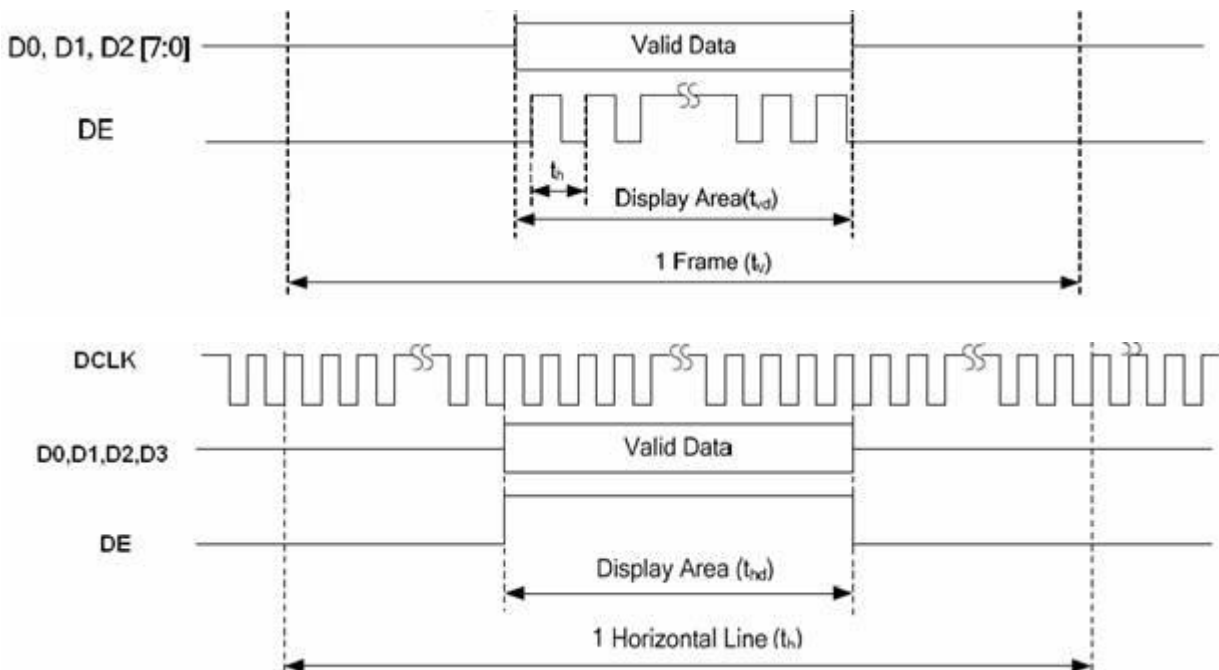 D0, D1, D2 [7:0]
Valid Data
DE
th
Display Area(tvd)
1 Frame (tv)
DCLK
D0,D1,D2,D3
Valid Data
DE
Display Area (thd)
1 Horizontal Line (th)